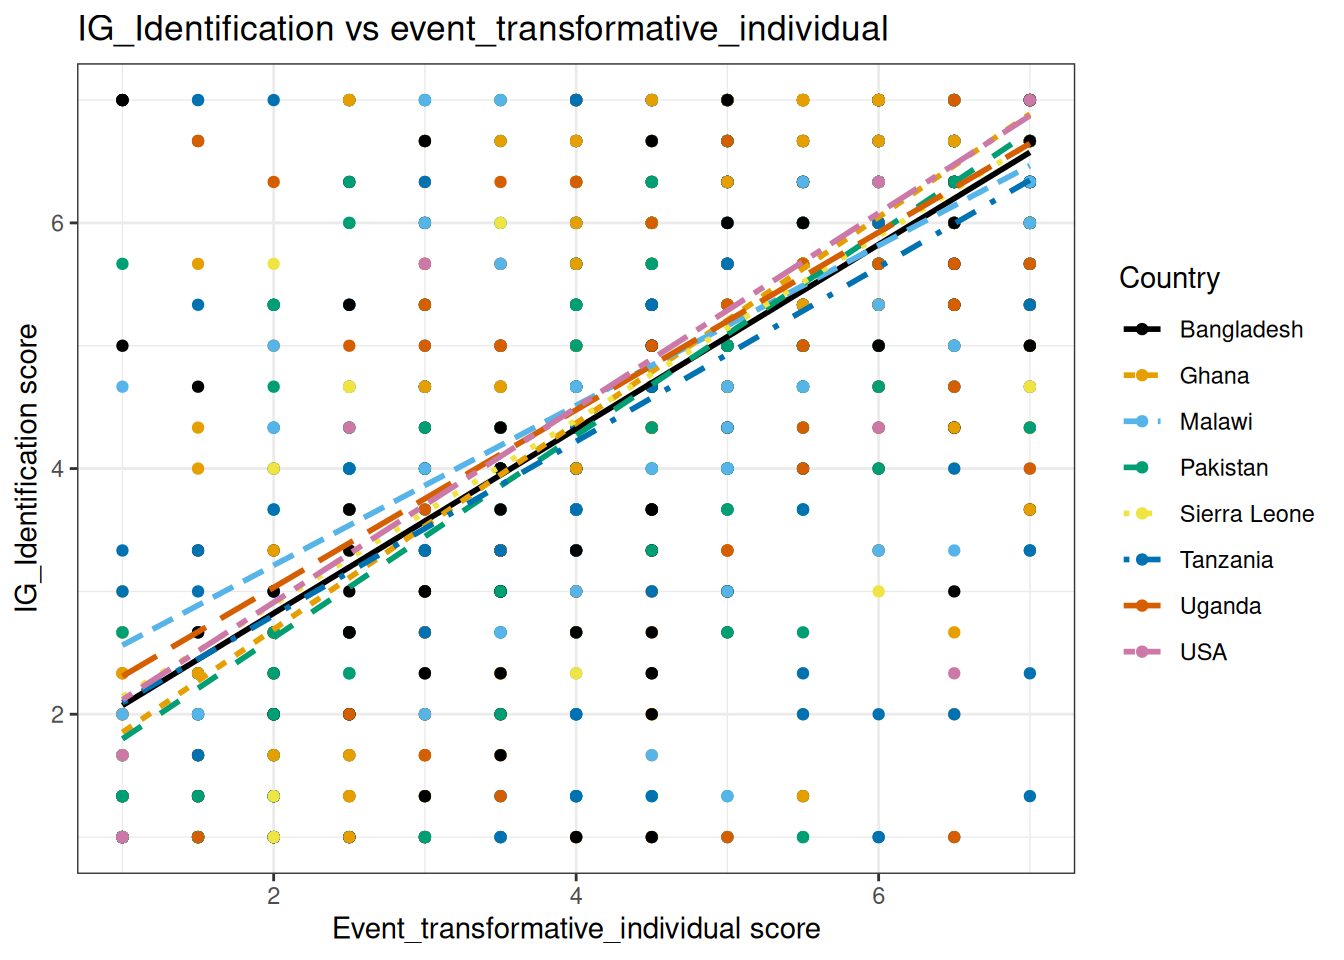 IG_Identification vs event_transformative_individual
IG_Identification score
6
4
2
2
4
6
Event_transformative_individual score
Country
Bangladesh
Ghana
Malawi
Pakistan
Sierra Leone
Tanzania
Uganda
USA